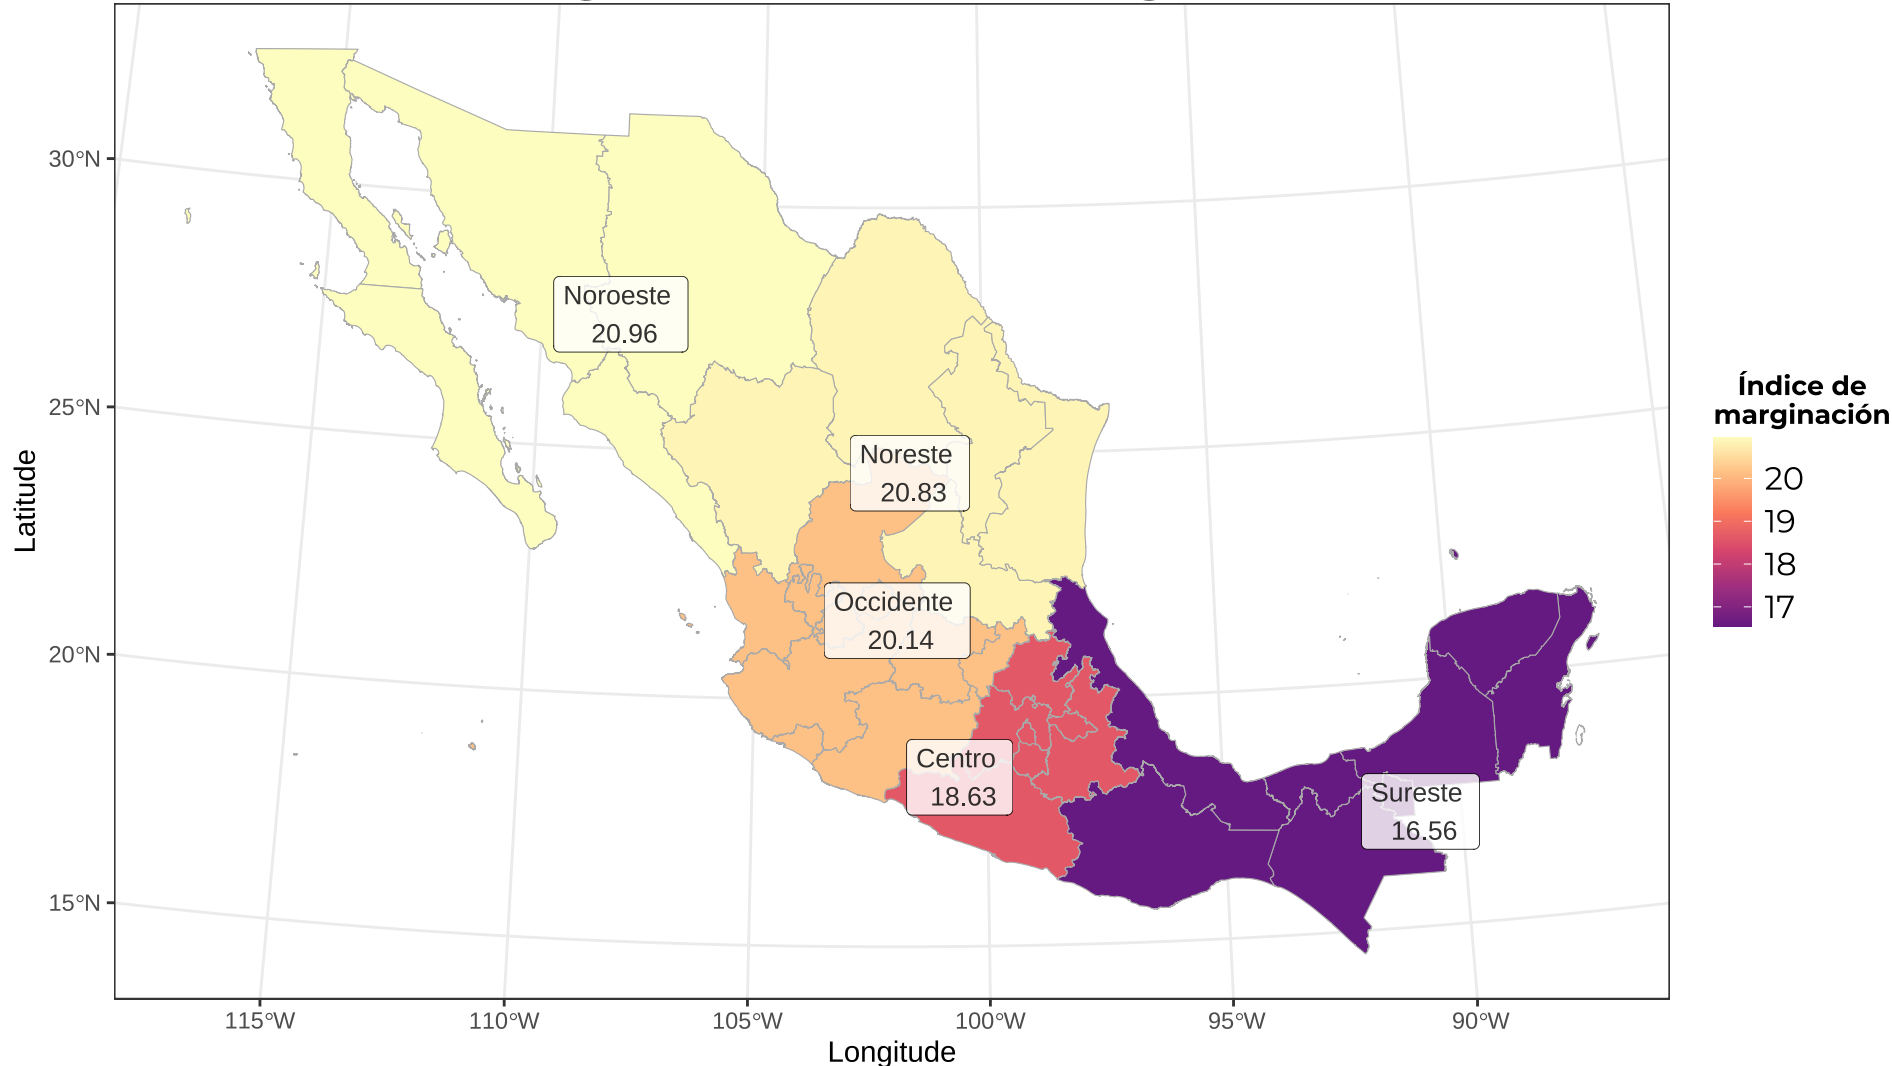 30°N
25°N
20°N
15°N
Latitude
Noroeste
20.96
Noreste
20.83
Occidente
20.14
Centro
18.63
Sureste
16.56
Índice de
marginación
20
19
18
17
115°W
110°W
105°W
100°W
95°W
90°W
Longitude